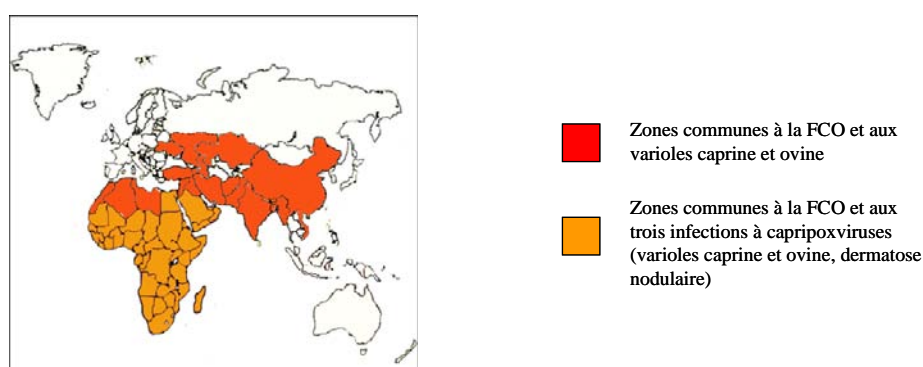 Zones communes à la FCO et aux
varioles caprine et ovine
Zones communes à la FCO et aux
trois infections à capripoxviruses
(varioles caprine et ovine, dermatose
nodulaire)